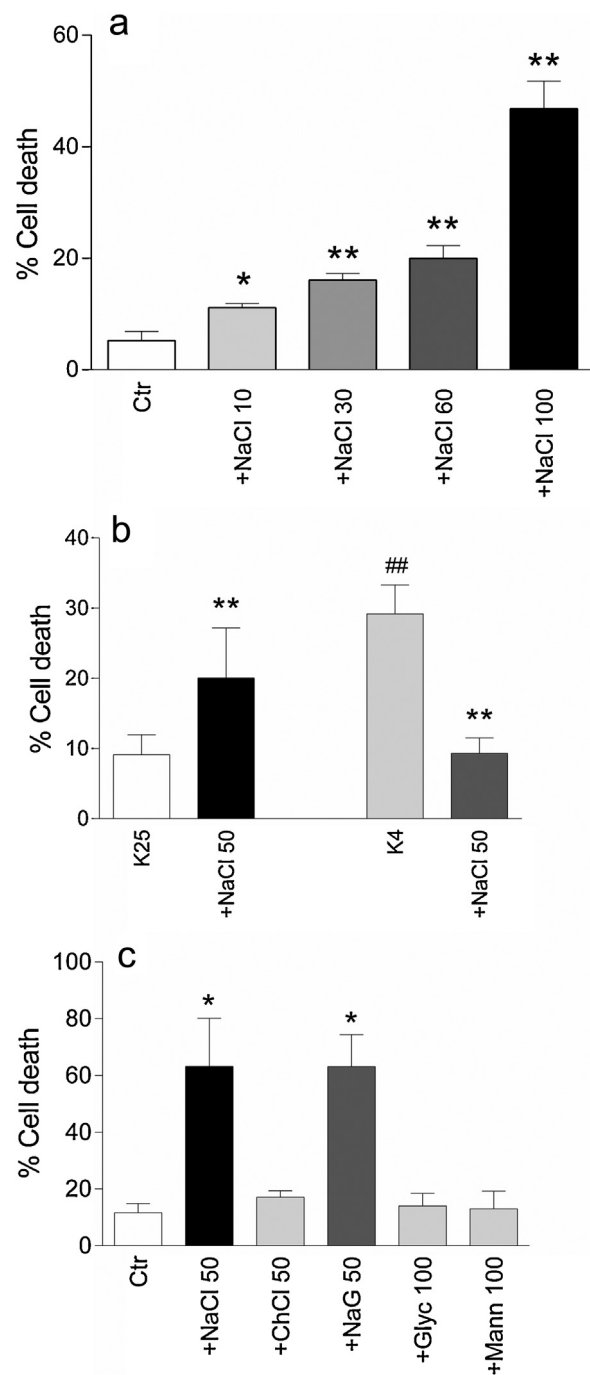 a
60
40
20
0
% Cell death
*
**
**
**
Ctr
+NaCl 10
+NaCl 30
+NaCl 60
+NaCl 100
b
40
30
20
10
0
% Cell death
**
##
**
K25
+NaCl 50
K4
+NaCl 50
c
100
80
60
40
20
0
% Cell death
*
*
Ctr
+NaCl 50
+ChCl 50
+NaG 50
+Glyc 100
+Mann 100